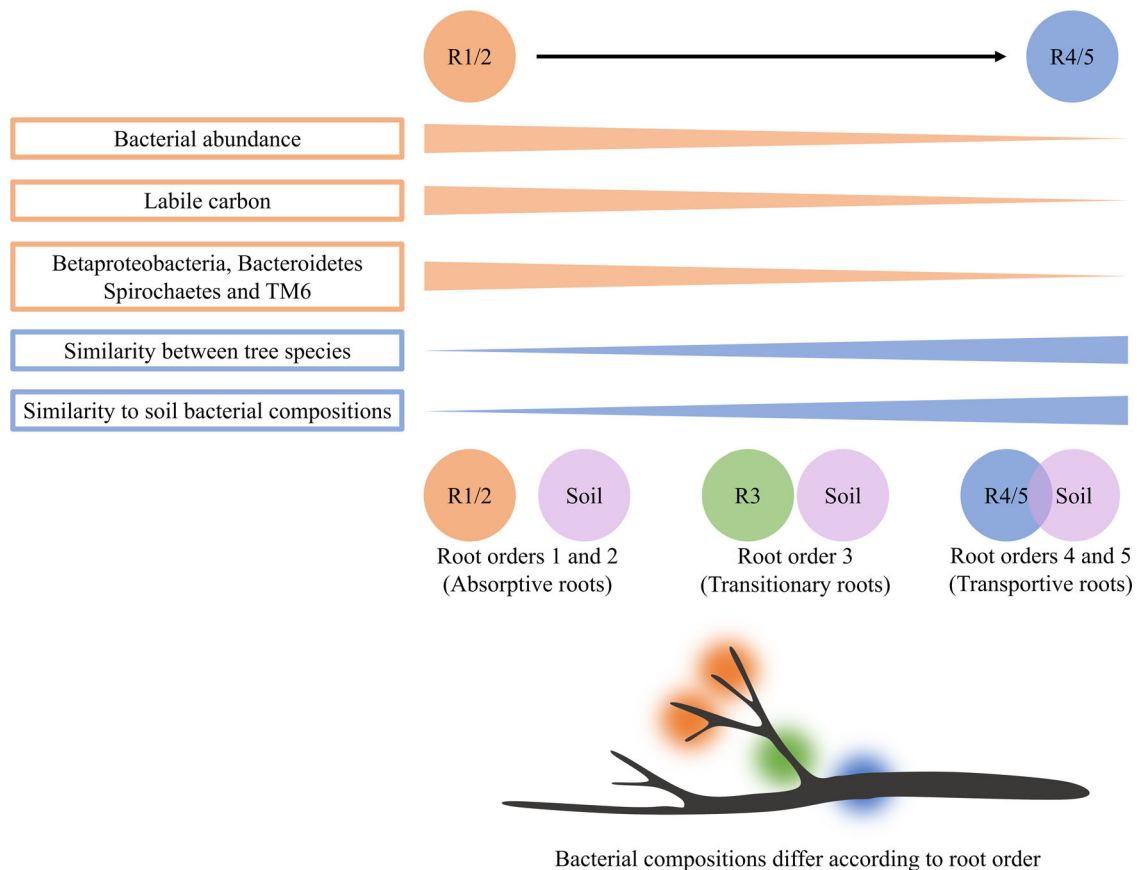 R1/2
R4/5
Bacterial abundance
Labile carbon
Betaproteobacteria, Bacteroidetes
Spirochaetes and TM6
Similarity between tree species
Similarity to soil bacterial compositions
R1/2
Soil
R3
Soil
R4/5
Soil
Root orders 1 and 2
(Absorptive roots)
Root order 3
(Transitionary roots)
Root orders 4 and 5
(Transportive roots)
Bacterial compositions differ according to root order